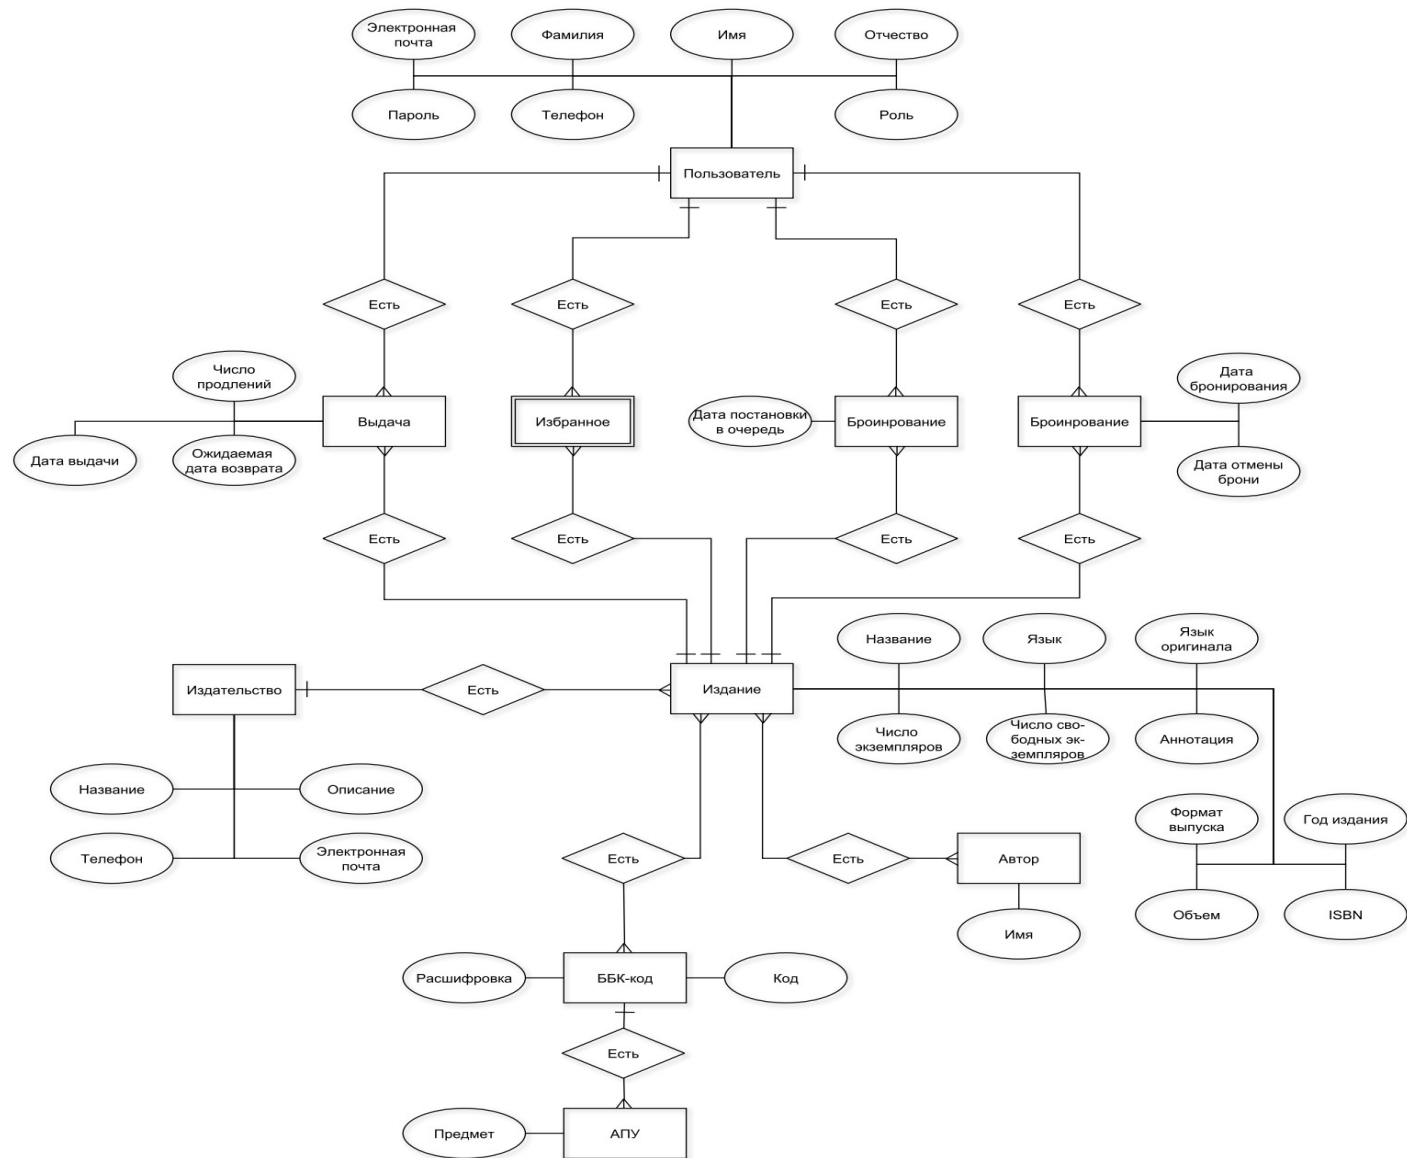 Электронная
почта
Фамилия
Имя
Отчество
Пароль
Телефон
Роль
Пользователь
Есть
Есть
Есть
Есть
Число
продлений
Дата
бронирования
Выдача
Избранное
Дата постановки
в очередь
Броинрование
Броинрование
Дата выдачи
Ожидаемая
дата возврата
Дата отмены
брони
Есть
Есть
Есть
Есть
Название
Язык
Язык
оригинала
Издательство
Есть
Издание
Число
экземпляров
Число сво-
бодных эк-
земпляров
Аннотация
Название
Описание
Формат
выпуска
Год издания
Телефон
Электронная
почта
Есть
Есть
Автор
Объем
ISBN
Имя
Расшифровка
ББК-код
Код
Есть
Предмет
АПУ